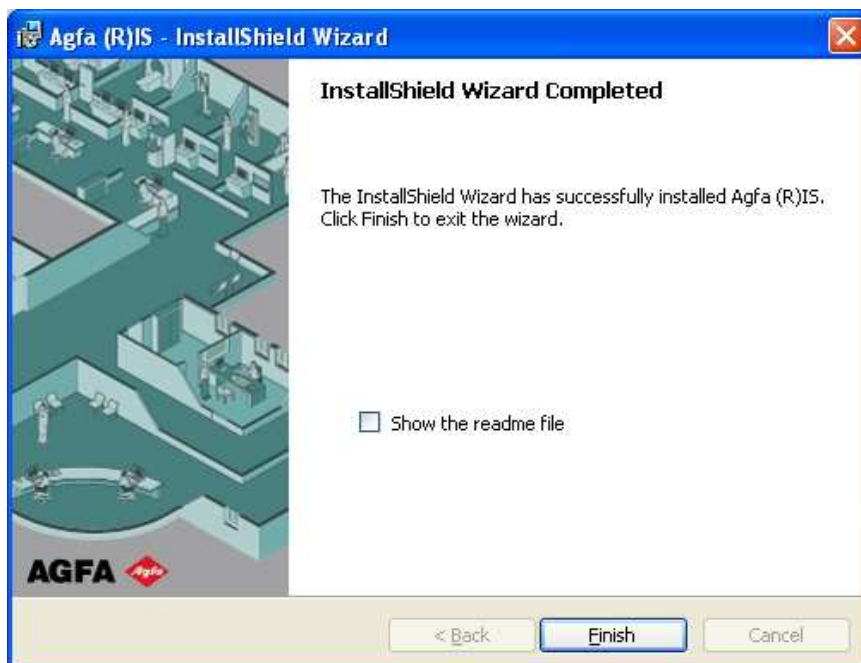 Agfa (R)IS - InstallShield Wizard
InstallShield Wizard Completed
The InstallShield Wizard has successfully installed Agfa (R)IS.
Click Finish to exit the wizard.
Show the readme file
AGFA Agfa
< Back Finish Cancel